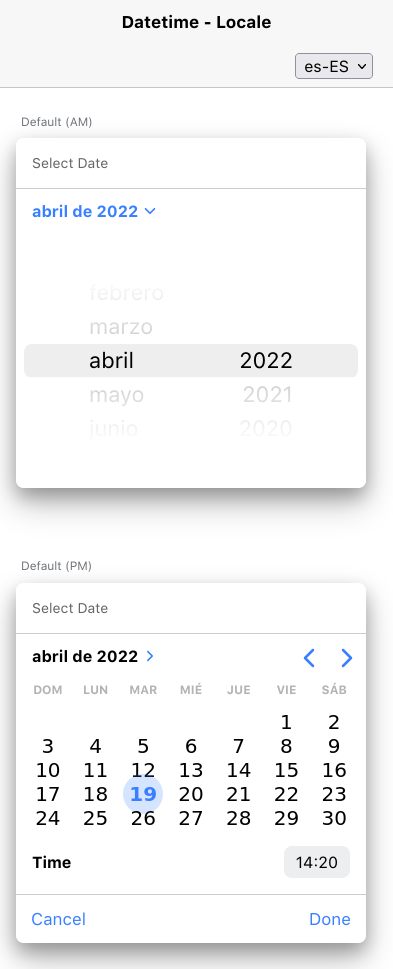 Datetime - Locale
es-ES
Default (AM)
Select Date
abril de 2022
febrero
marzo
abril 2022
mayo 2021
junio 2020
Default (PM)
Select Date
abril de 2022
DOM LUN MAR MIÉ JUE VIE SÁB
1 2
3 4 5 6 7 8 9
10 11 12 13 14 15 16
17 18 19 20 21 22 23
24 25 26 27 28 29 30
Time 14:20
Cancel Done